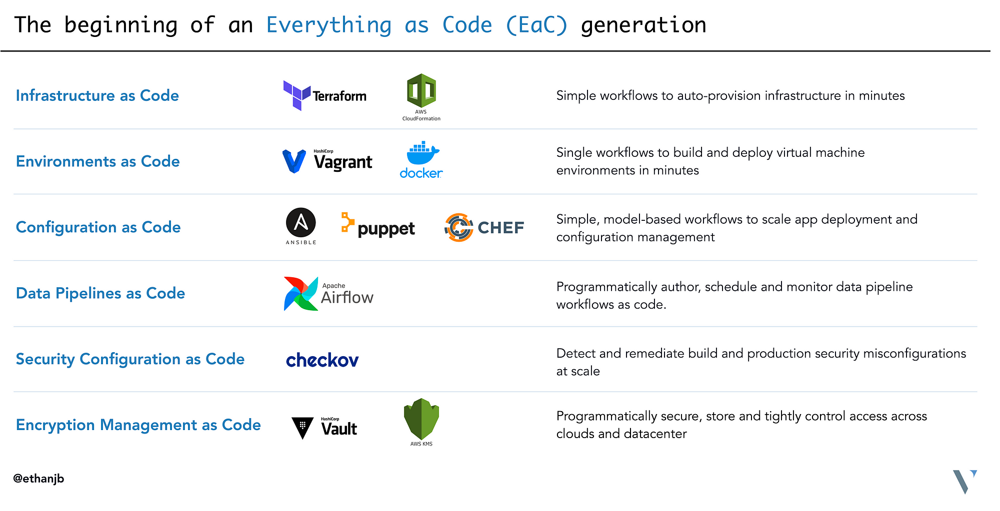 The beginning of an Everything as Code (EaC) generation
Infrastructure as Code
Terraform
AWS
CloudFormation
Simple workflows to auto-provision infrastructure in minutes
Environments as Code
HashiCorp
Vagrant
docker
Single workflows to build and deploy virtual machine
environments in minutes
Configuration as Code
ANSIBLE
puppet
CHEF
Simple, model-based workflows to scale app deployment and
configuration management
Data Pipelines as Code
Apache
Airflow
Programmatically author, schedule and monitor data pipeline
workflows as code.
Security Configuration as Code
checkov
Detect and remediate build and production security misconfigurations
at scale
Encryption Management as Code
HashiCorp
Vault
AWS KMS
Programmatically secure, store and tightly control access across
clouds and datacenter
@ethanjb